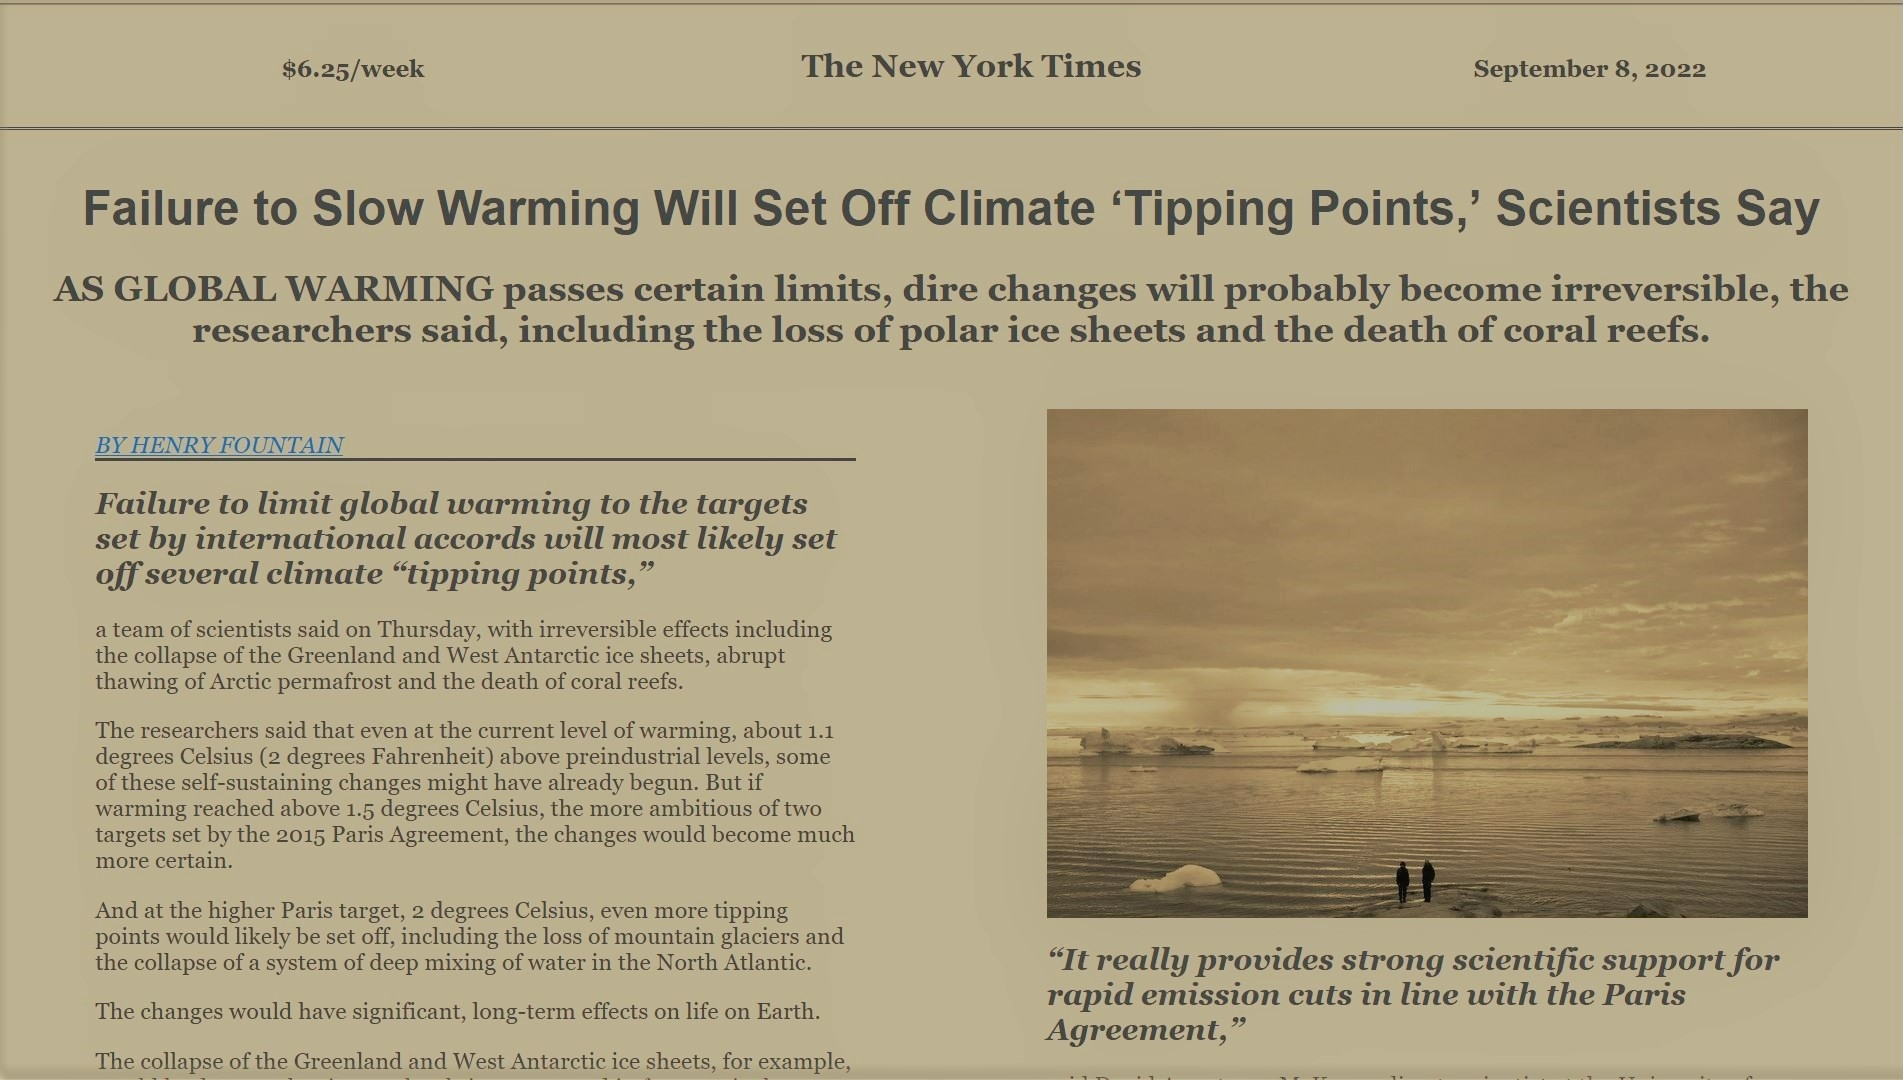 $6.25/week
The New York Times
September 8, 2022
Failure to Slow Warming Will Set Off Climate ‘Tipping Points,’ Scientists Say
AS GLOBAL WARMING passes certain limits, dire changes will probably become irreversible, the
researchers said, including the loss of polar ice sheets and the death of coral reefs.
BY HENRY FOUNTAIN
Failure to limit global warming to the targets
set by international accords will most likely set
off several climate “tipping points,”
a team of scientists said on Thursday, with irreversible effects including
the collapse of the Greenland and West Antarctic ice sheets, abrupt
thawing of Arctic permafrost and the death of coral reefs.
The researchers said that even at the current level of warming, about 1.1
degrees Celsius (2 degrees Fahrenheit) above preindustrial levels, some
of these self-sustaining changes might have already begun. But if
warming reached above 1.5 degrees Celsius, the more ambitious of two
targets set by the 2015 Paris Agreement, the changes would become much
more certain.
And at the higher Paris target, 2 degrees Celsius, even more tipping
points would likely be set off, including the loss of mountain glaciers and
the collapse of a system of deep mixing of water in the North Atlantic.
The changes would have significant, long-term effects on life on Earth.
The collapse of the Greenland and West Antarctic ice sheets, for example,
“It really provides strong scientific support for
rapid emission cuts in line with the Paris
Agreement,”